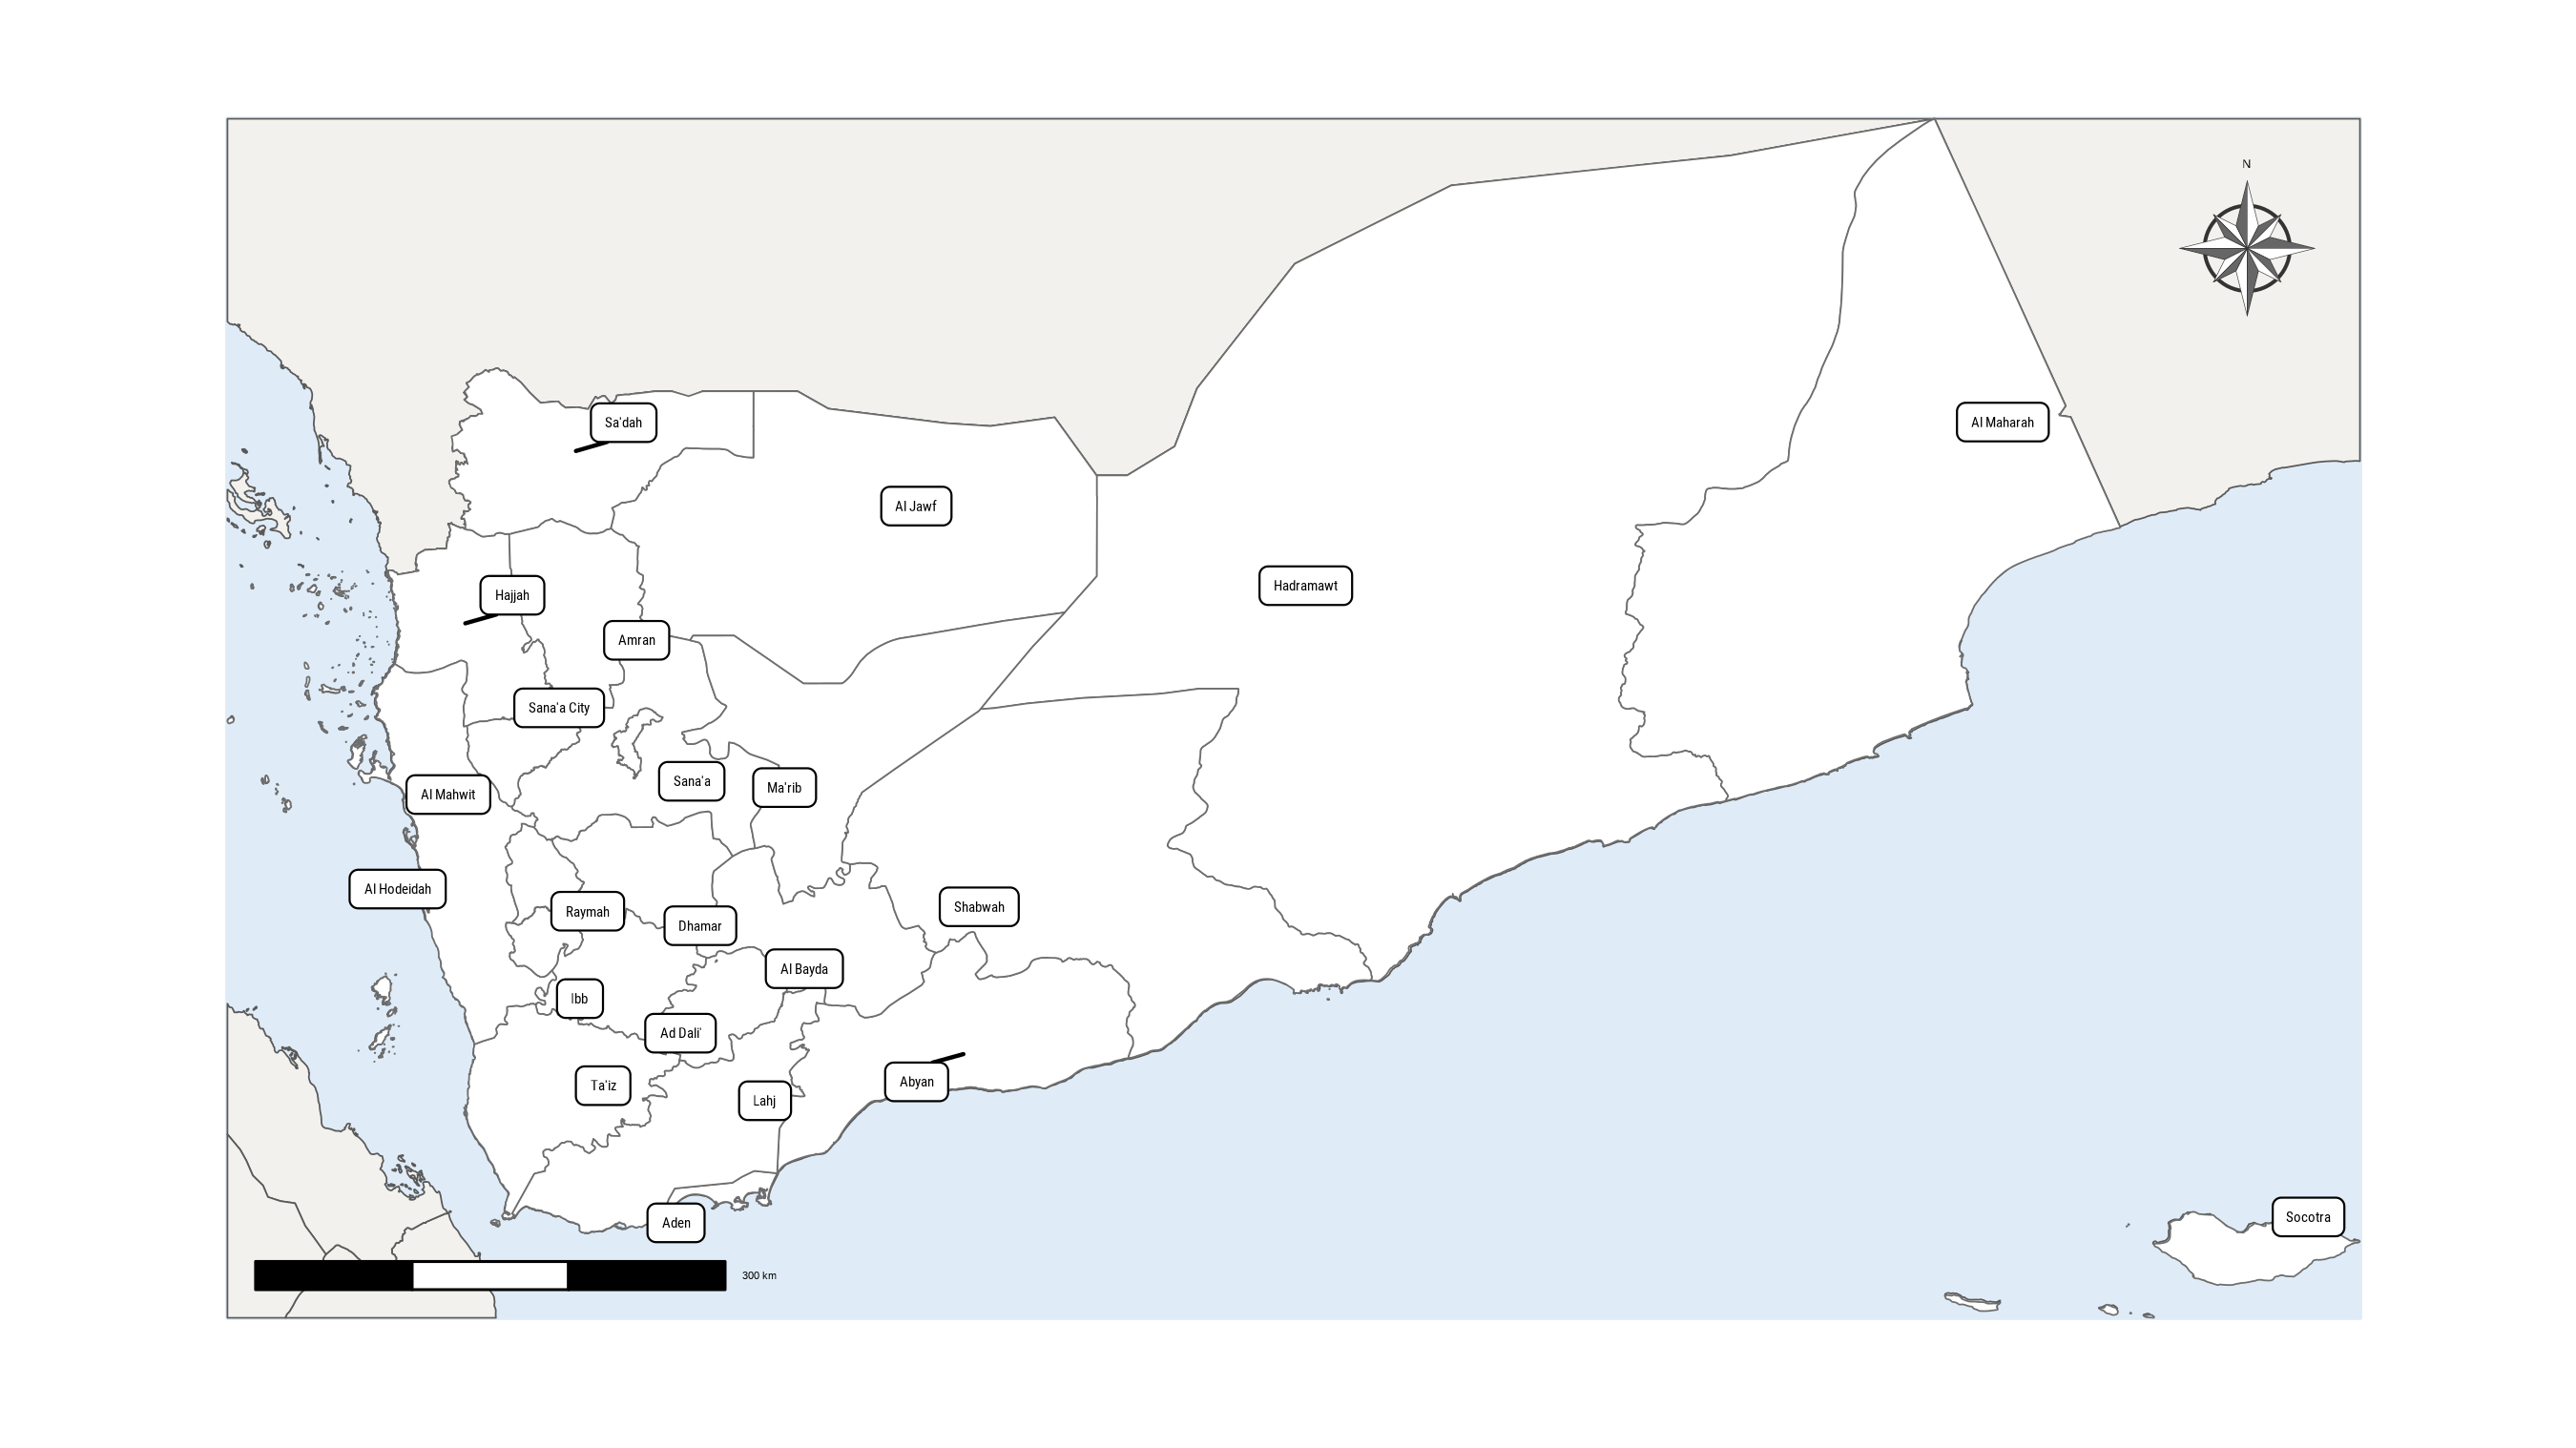 N
Sa'dah
Al Maharah
Al Jawf
Hadramawt
Hajjah
Amran
Sana'a City
Sana'a
Ma'rib
Al Mahwit
Al Hodeidah
Shabwah
Raymah
Dhamar
Al Bayda
Ibb
Ad Dali'
Abyan
Ta'iz
Lahj
Socotra
Aden
300 km